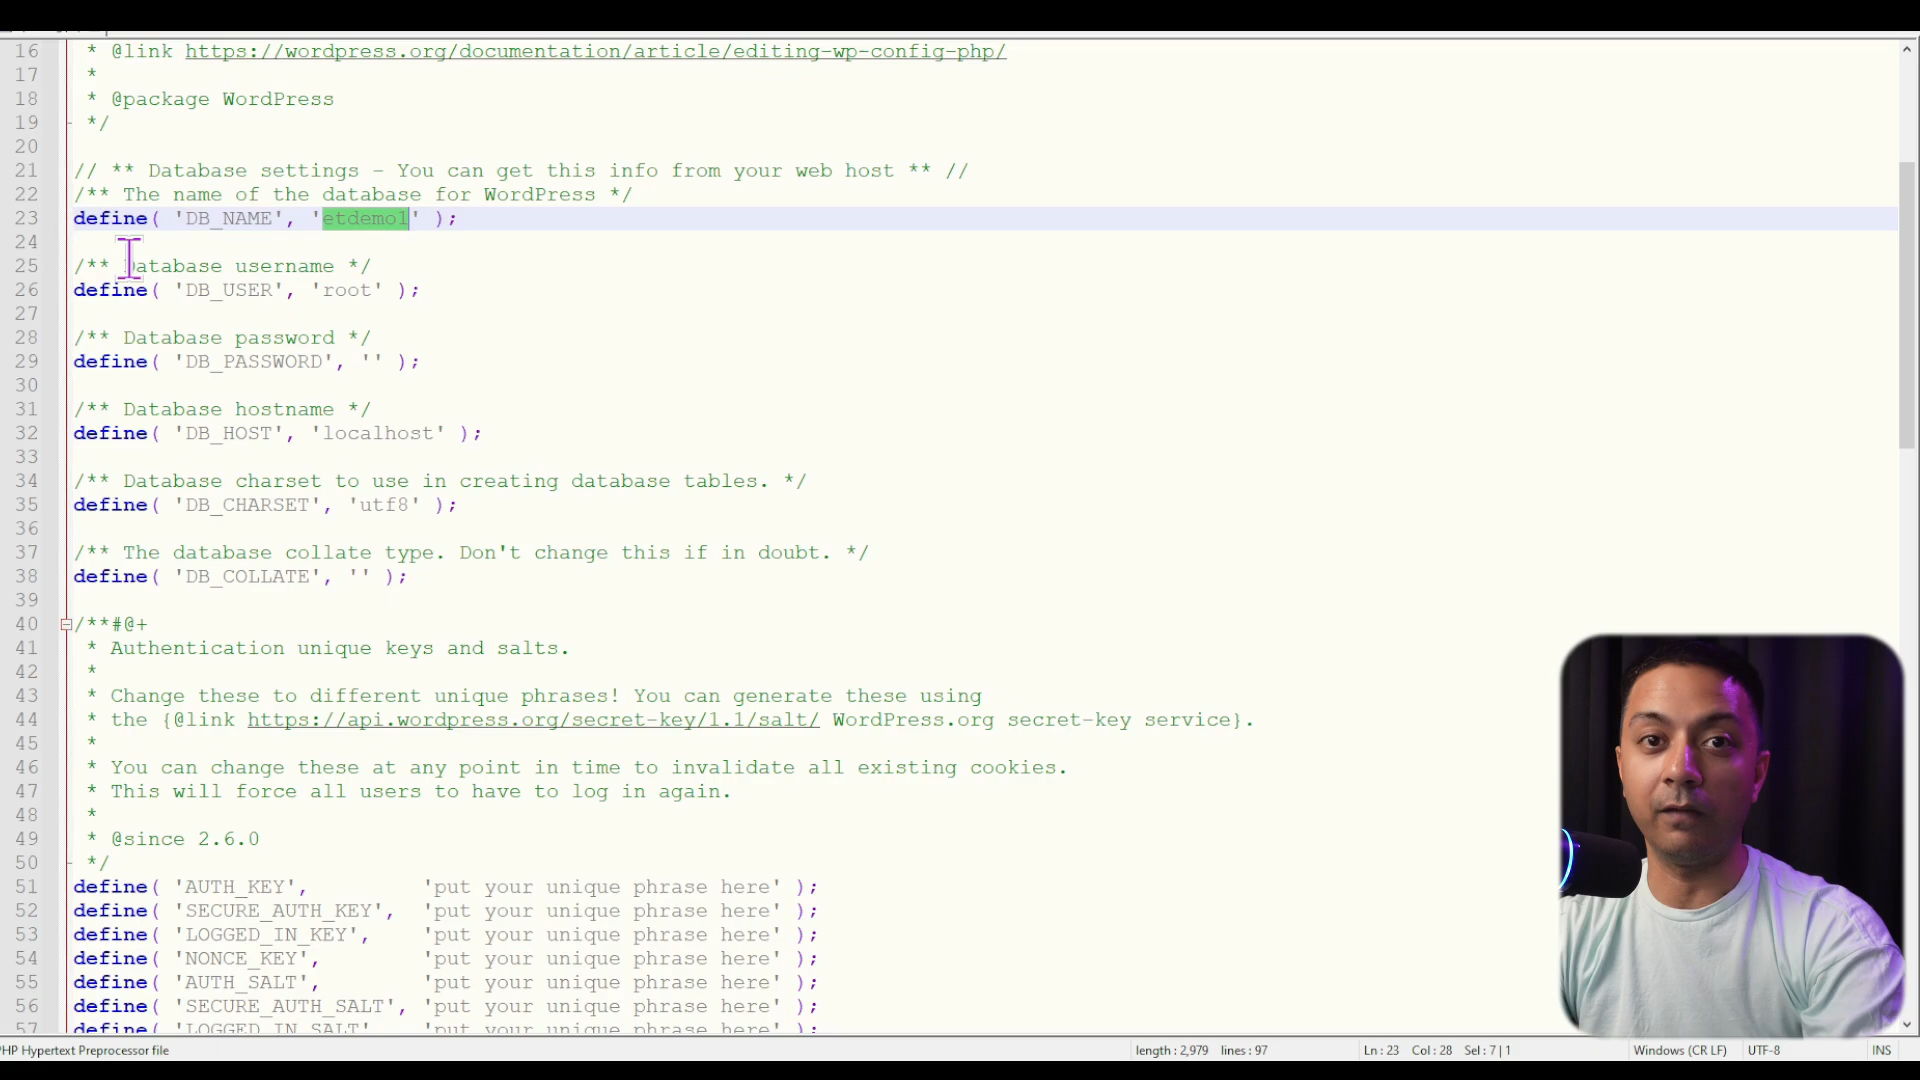 16 * @link https://wordpress.org/documentation/article/editing-wp-config-php/
17 *
18 * @package WordPress
19 */
20
21 // ** Database settings - You can get this info from your web host ** //
22 /** The name of the database for WordPress */
23 define( 'DB_NAME', 'etdemo1' );
24
25 /** Database username */
26 define( 'DB_USER', 'root' );
27
28 /** Database password */
29 define( 'DB_PASSWORD', '' );
30
31 /** Database hostname */
32 define( 'DB_HOST', 'localhost' );
33
34 /** Database charset to use in creating database tables. */
35 define( 'DB_CHARSET', 'utf8' );
36
37 /** The database collate type. Don't change this if in doubt. */
38 define( 'DB_COLLATE', '' );
39
40 /**#@+
41 * Authentication unique keys and salts.
42 *
43 * Change these to different unique phrases! You can generate these using
44 * the {@link https://api.wordpress.org/secret-key/1.1/salt/ WordPress.org secret-key service}.
45 *
46 * You can change these at any point in time to invalidate all existing cookies.
47 * This will force all users to have to log in again.
48 *
49 * @since 2.6.0
50 */
51 define( 'AUTH_KEY', 'put your unique phrase here' );
52 define( 'SECURE_AUTH_KEY', 'put your unique phrase here' );
53 define( 'LOGGED_IN_KEY', 'put your unique phrase here' );
54 define( 'NONCE_KEY', 'put your unique phrase here' );
55 define( 'AUTH_SALT', 'put your unique phrase here' );
56 define( 'SECURE_AUTH_SALT', 'put your unique phrase here' );
57 define( 'LOGGED_IN_SALT' 'put your unique phrase here' );
PHP Hypertext Preprocessor file length : 2,979 lines : 97 Ln : 23 Col : 28 Sel : 7 | 1 Windows (CR LF) UTF-8 INS